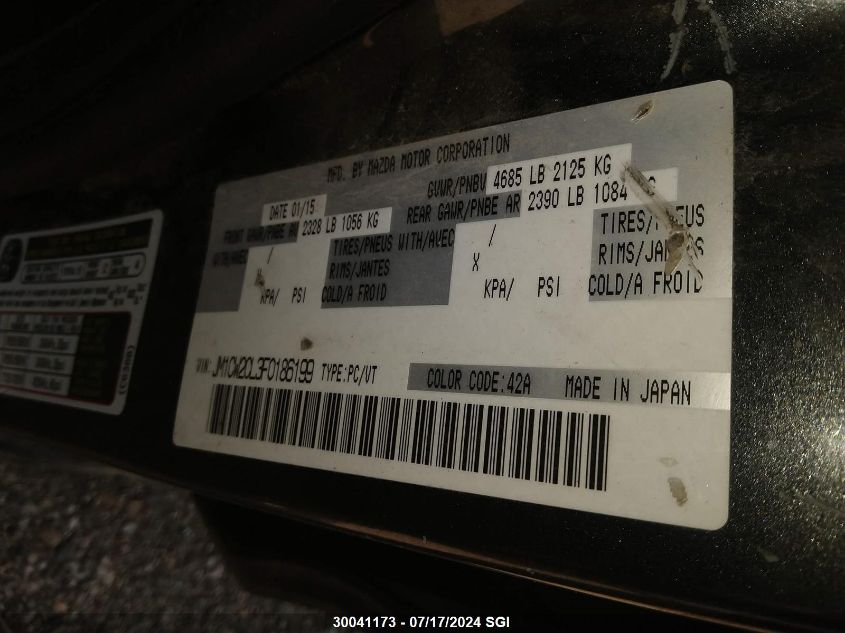 MFD. BY MAZDA MOTOR CORPORATION
DATE 01/15 GVWR/PNBV 4685 LB 2125 KG
FRONT GAWR/PNBE AV 2328 LB 1056 KG REAR GAWR/PNBE AR 2390 LB 1084
WITH/AVEC / TIRES/PNEUS WITH/AVEC / TIRES/PNEUS
X RIMS/JANTES X RIMS/JANTES
KPA/ PSI COLD/A FROID KPA/ PSI COLD/A FROID
VIN: JM1CW2CL3F0186199 TYPE:PC/VT COLOR CODE:42A MADE IN JAPAN
30041173 - 07/17/2024 SGI